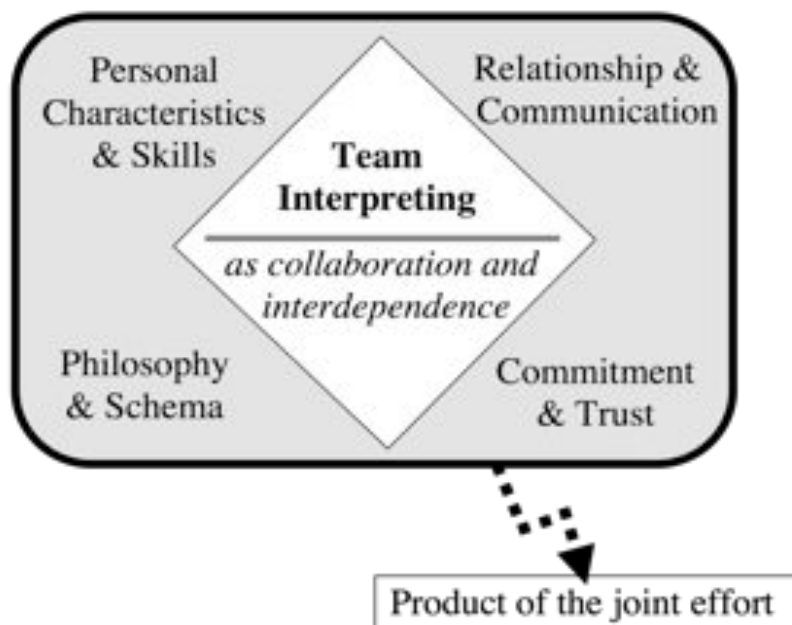 Personal
Characteristics
& Skills
Relationship &
Communication
Team
Interpreting
as collaboration and
interdependence
Philosophy
& Schema
Commitment
& Trust
Product of the joint effort